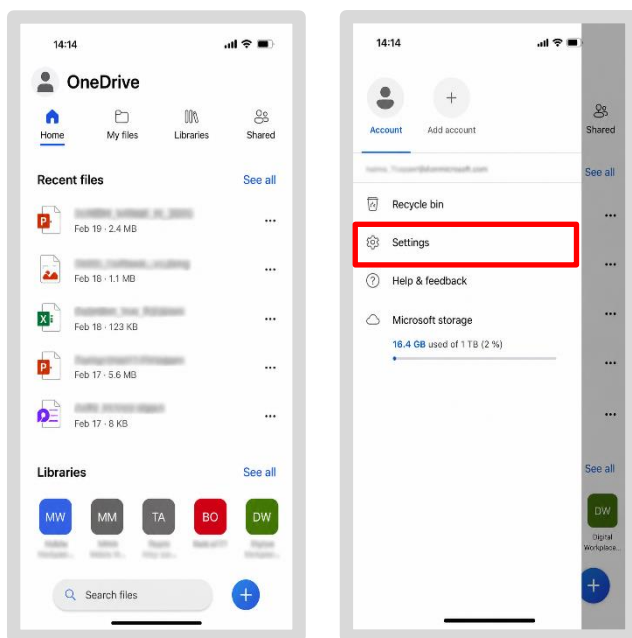 14:14
OneDrive
Home My files Libraries Shared
Recent files See all
Feb 19 · 2.4 MB
Feb 18 · 1.1 MB
Feb 18 · 123 KB
Feb 17 · 5.6 MB
Feb 17 · 8 KB
Libraries See all
MW MM TA BO DW
Search files
14:14
Account Add account
Shared
See all
Recycle bin
Settings
Help & feedback
Microsoft storage
16.4 GB used of 1 TB (2 %)
See all
DW
Digital
Workplace...